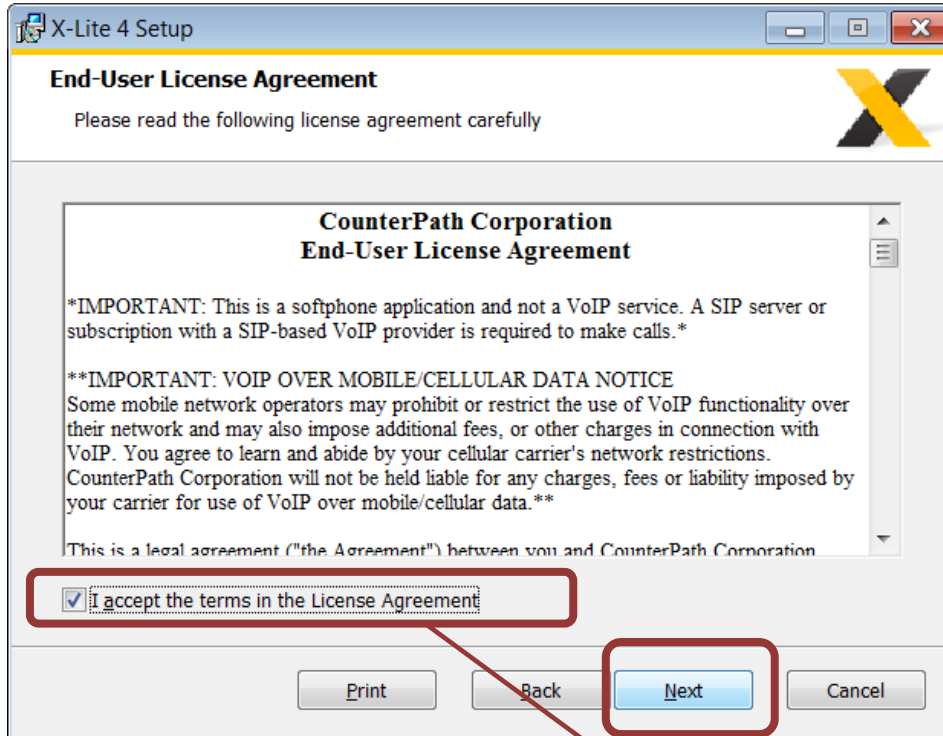 X-Lite 4 Setup
End-User License Agreement
Please read the following license agreement carefully
CounterPath Corporation
End-User License Agreement
*IMPORTANT: This is a softphone application and not a VoIP service. A SIP server or
subscription with a SIP-based VoIP provider is required to make calls.*
**IMPORTANT: VOIP OVER MOBILE/CELLULAR DATA NOTICE
Some mobile network operators may prohibit or restrict the use of VoIP functionality over
their network and may also impose additional fees, or other charges in connection with
VoIP. You agree to learn and abide by your cellular carrier's network restrictions.
CounterPath Corporation will not be held liable for any charges, fees or liability imposed by
your carrier for use of VoIP over mobile/cellular data.**
This is a legal agreement ("the Agreement") between you and CounterPath Corporation
I accept the terms in the License Agreement
Print Back Next Cancel